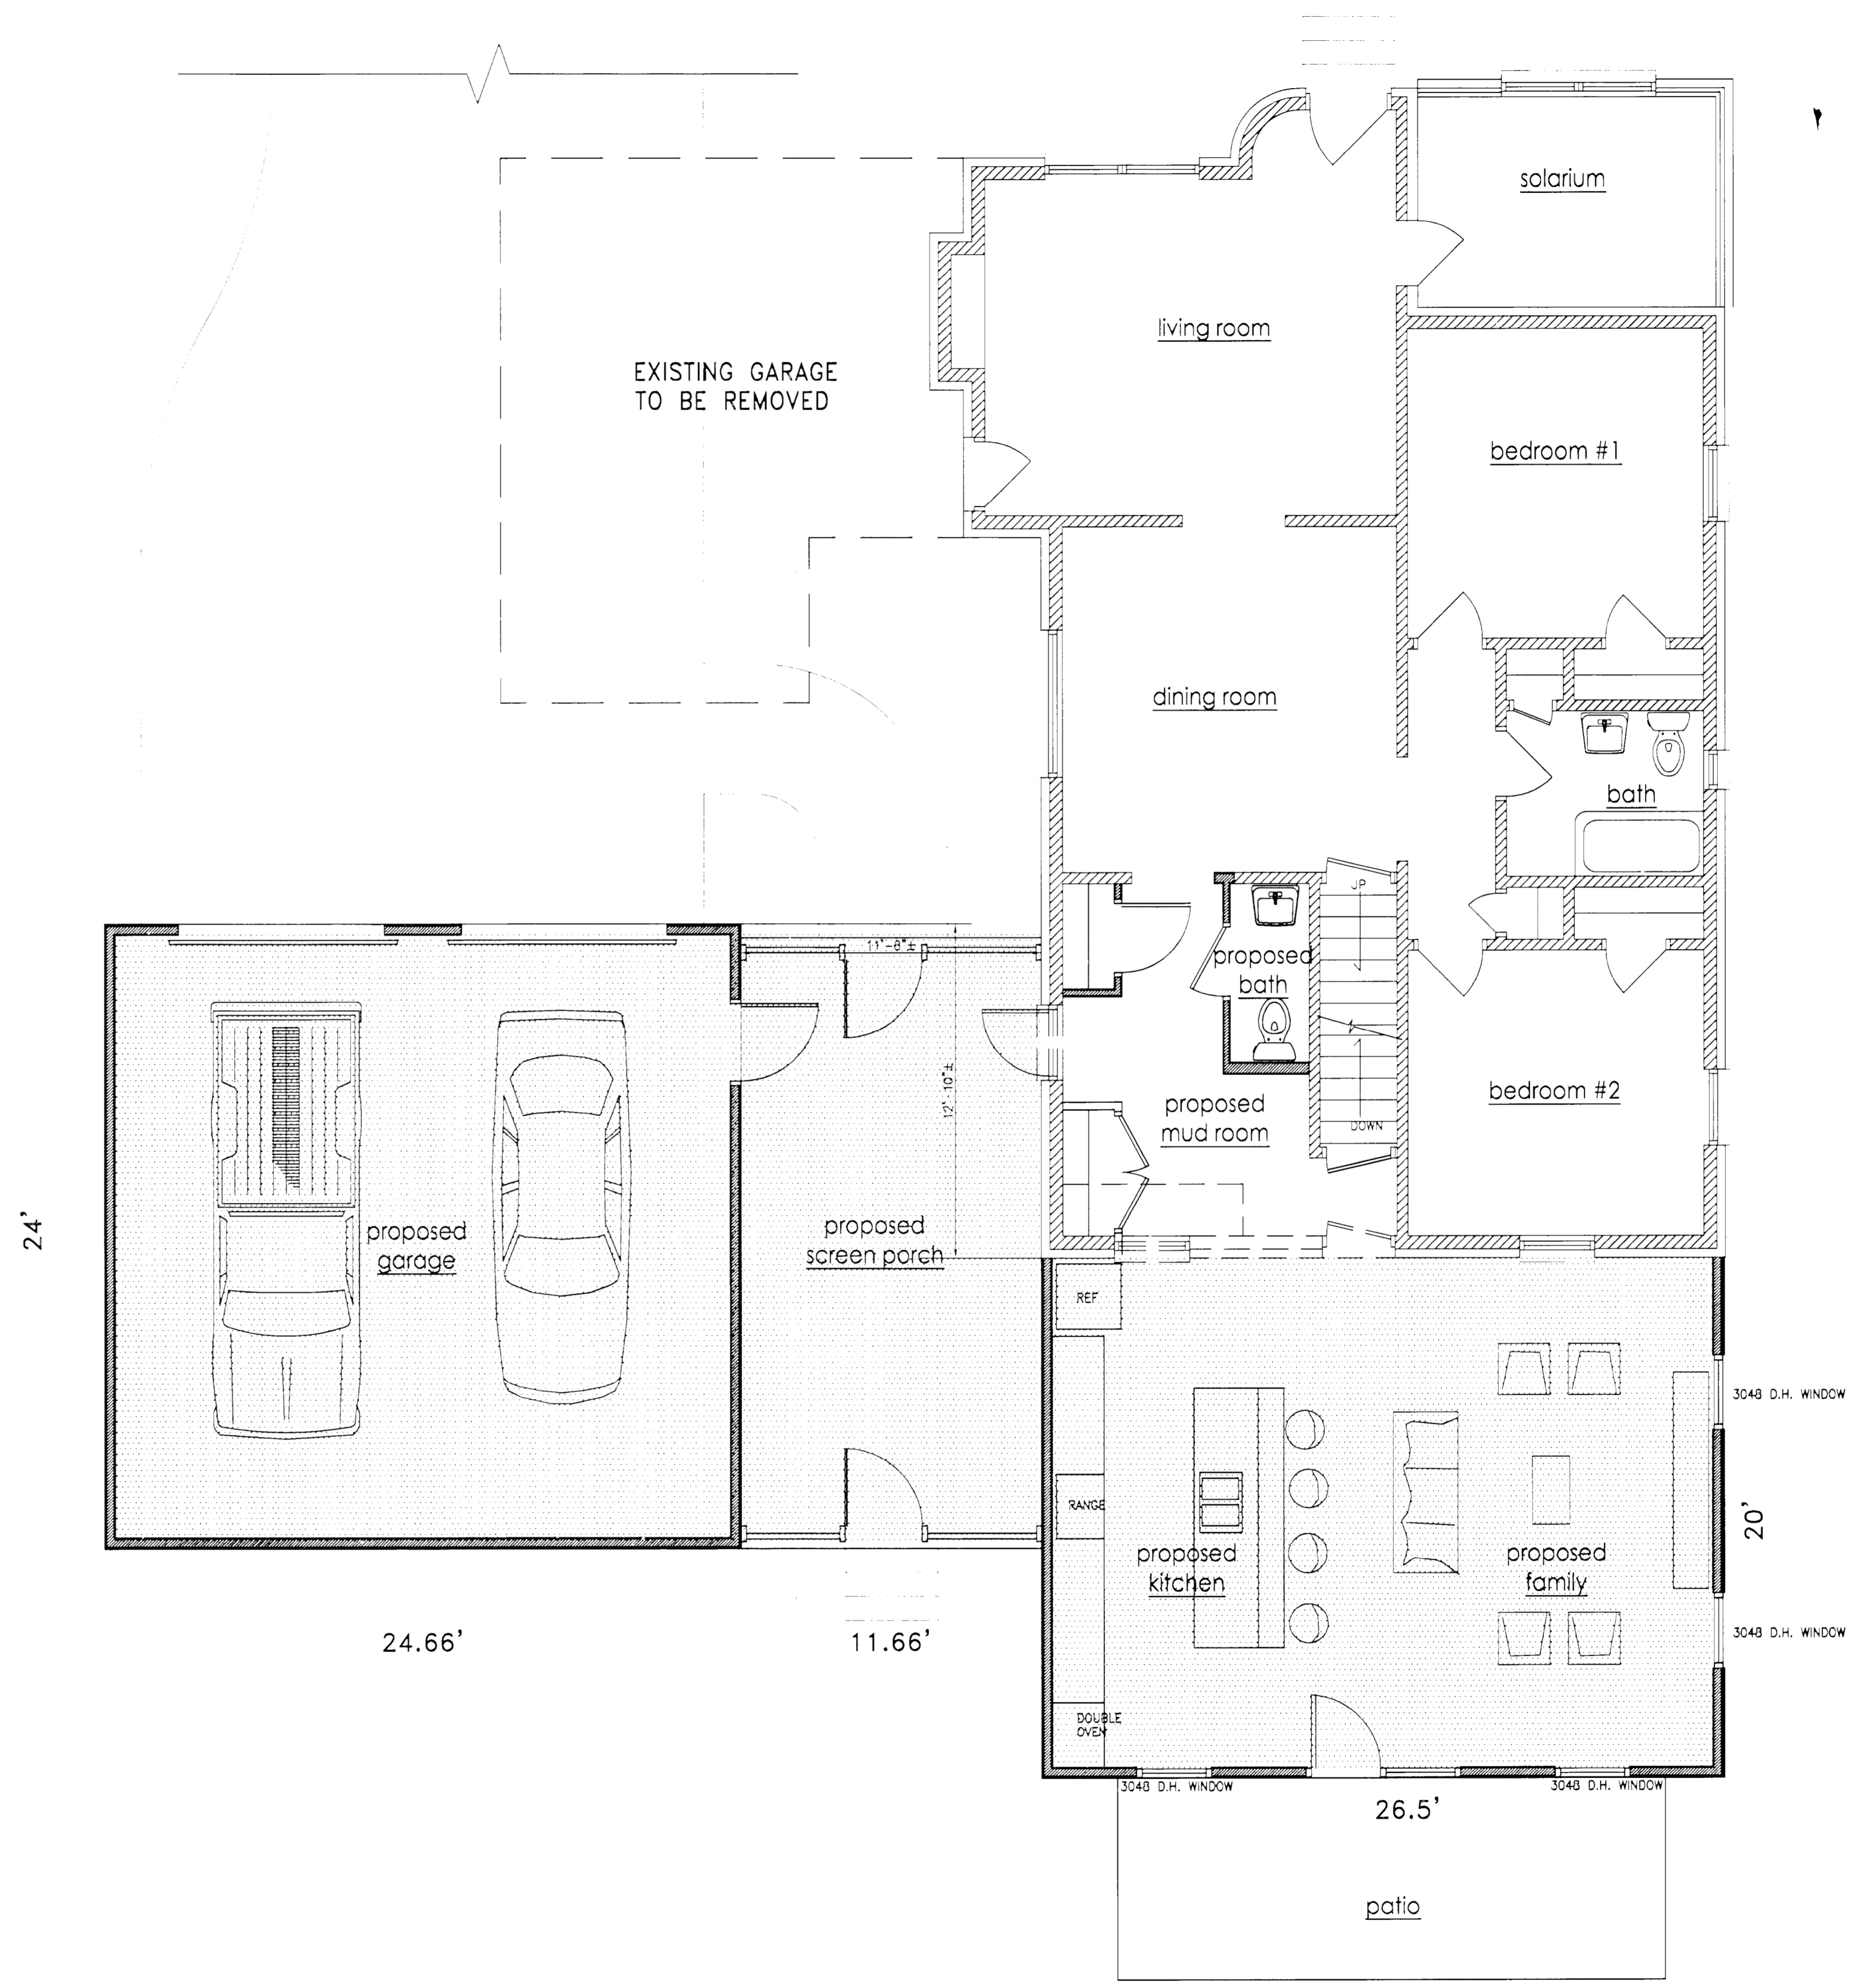 solarium
living room
EXISTING GARAGE
TO BE REMOVED
bedroom #1
dining room
bath
UP
11'-8"±
proposed
bath
12'-10"±
bedroom #2
proposed
mud room
DOWN
24'
proposed
garage
proposed
screen porch
REF
3048 D.H. WINDOW
RANGE
20'
proposed
kitchen
proposed
family
24.66'
11.66'
3048 D.H. WINDOW
DOUBLE
OVEN
3048 D.H. WINDOW
3048 D.H. WINDOW
26.5'
patio